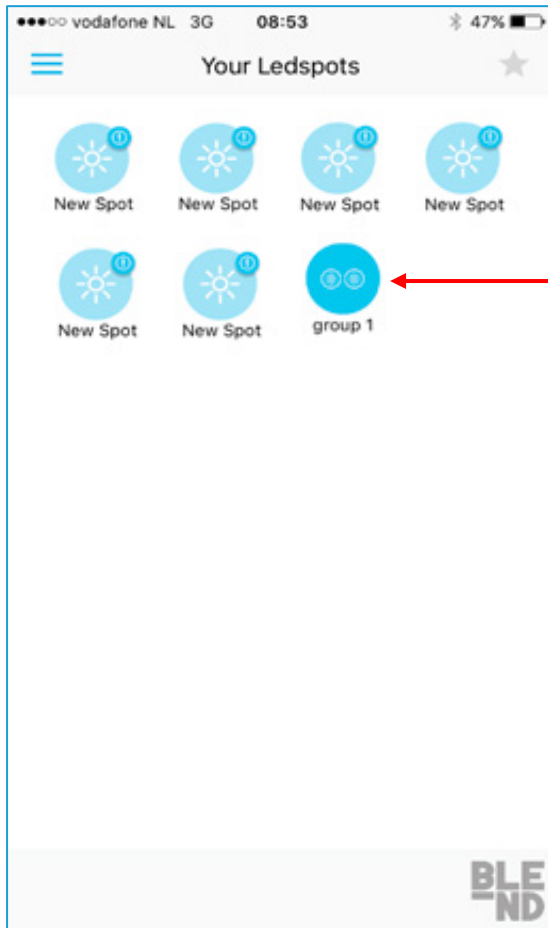 vodafone NL 3G 08:53 47%
Your Ledspots
New Spot New Spot New Spot New Spot
New Spot New Spot group 1
BLE
ND